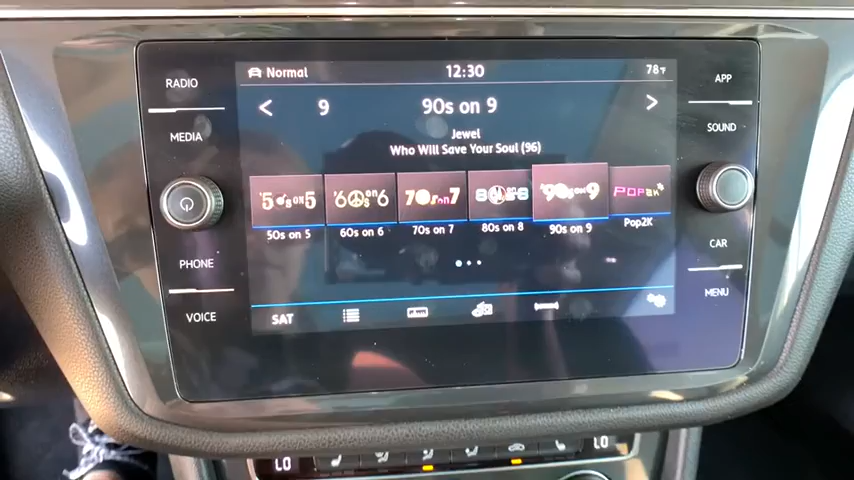 RADIO
MEDIA
PHONE
VOICE
Normal
12:30
78°F
9
90s on 9
Jewel
Who Will Save Your Soul (96)
'50s on 5
'60s on 6
70s on 7
80s on 8
'90s on 9
POP2K
50s on 5
60s on 6
70s on 7
80s on 8
90s on 9
Pop2K
SAT
APP
SOUND
CAR
MENU
LO
LO